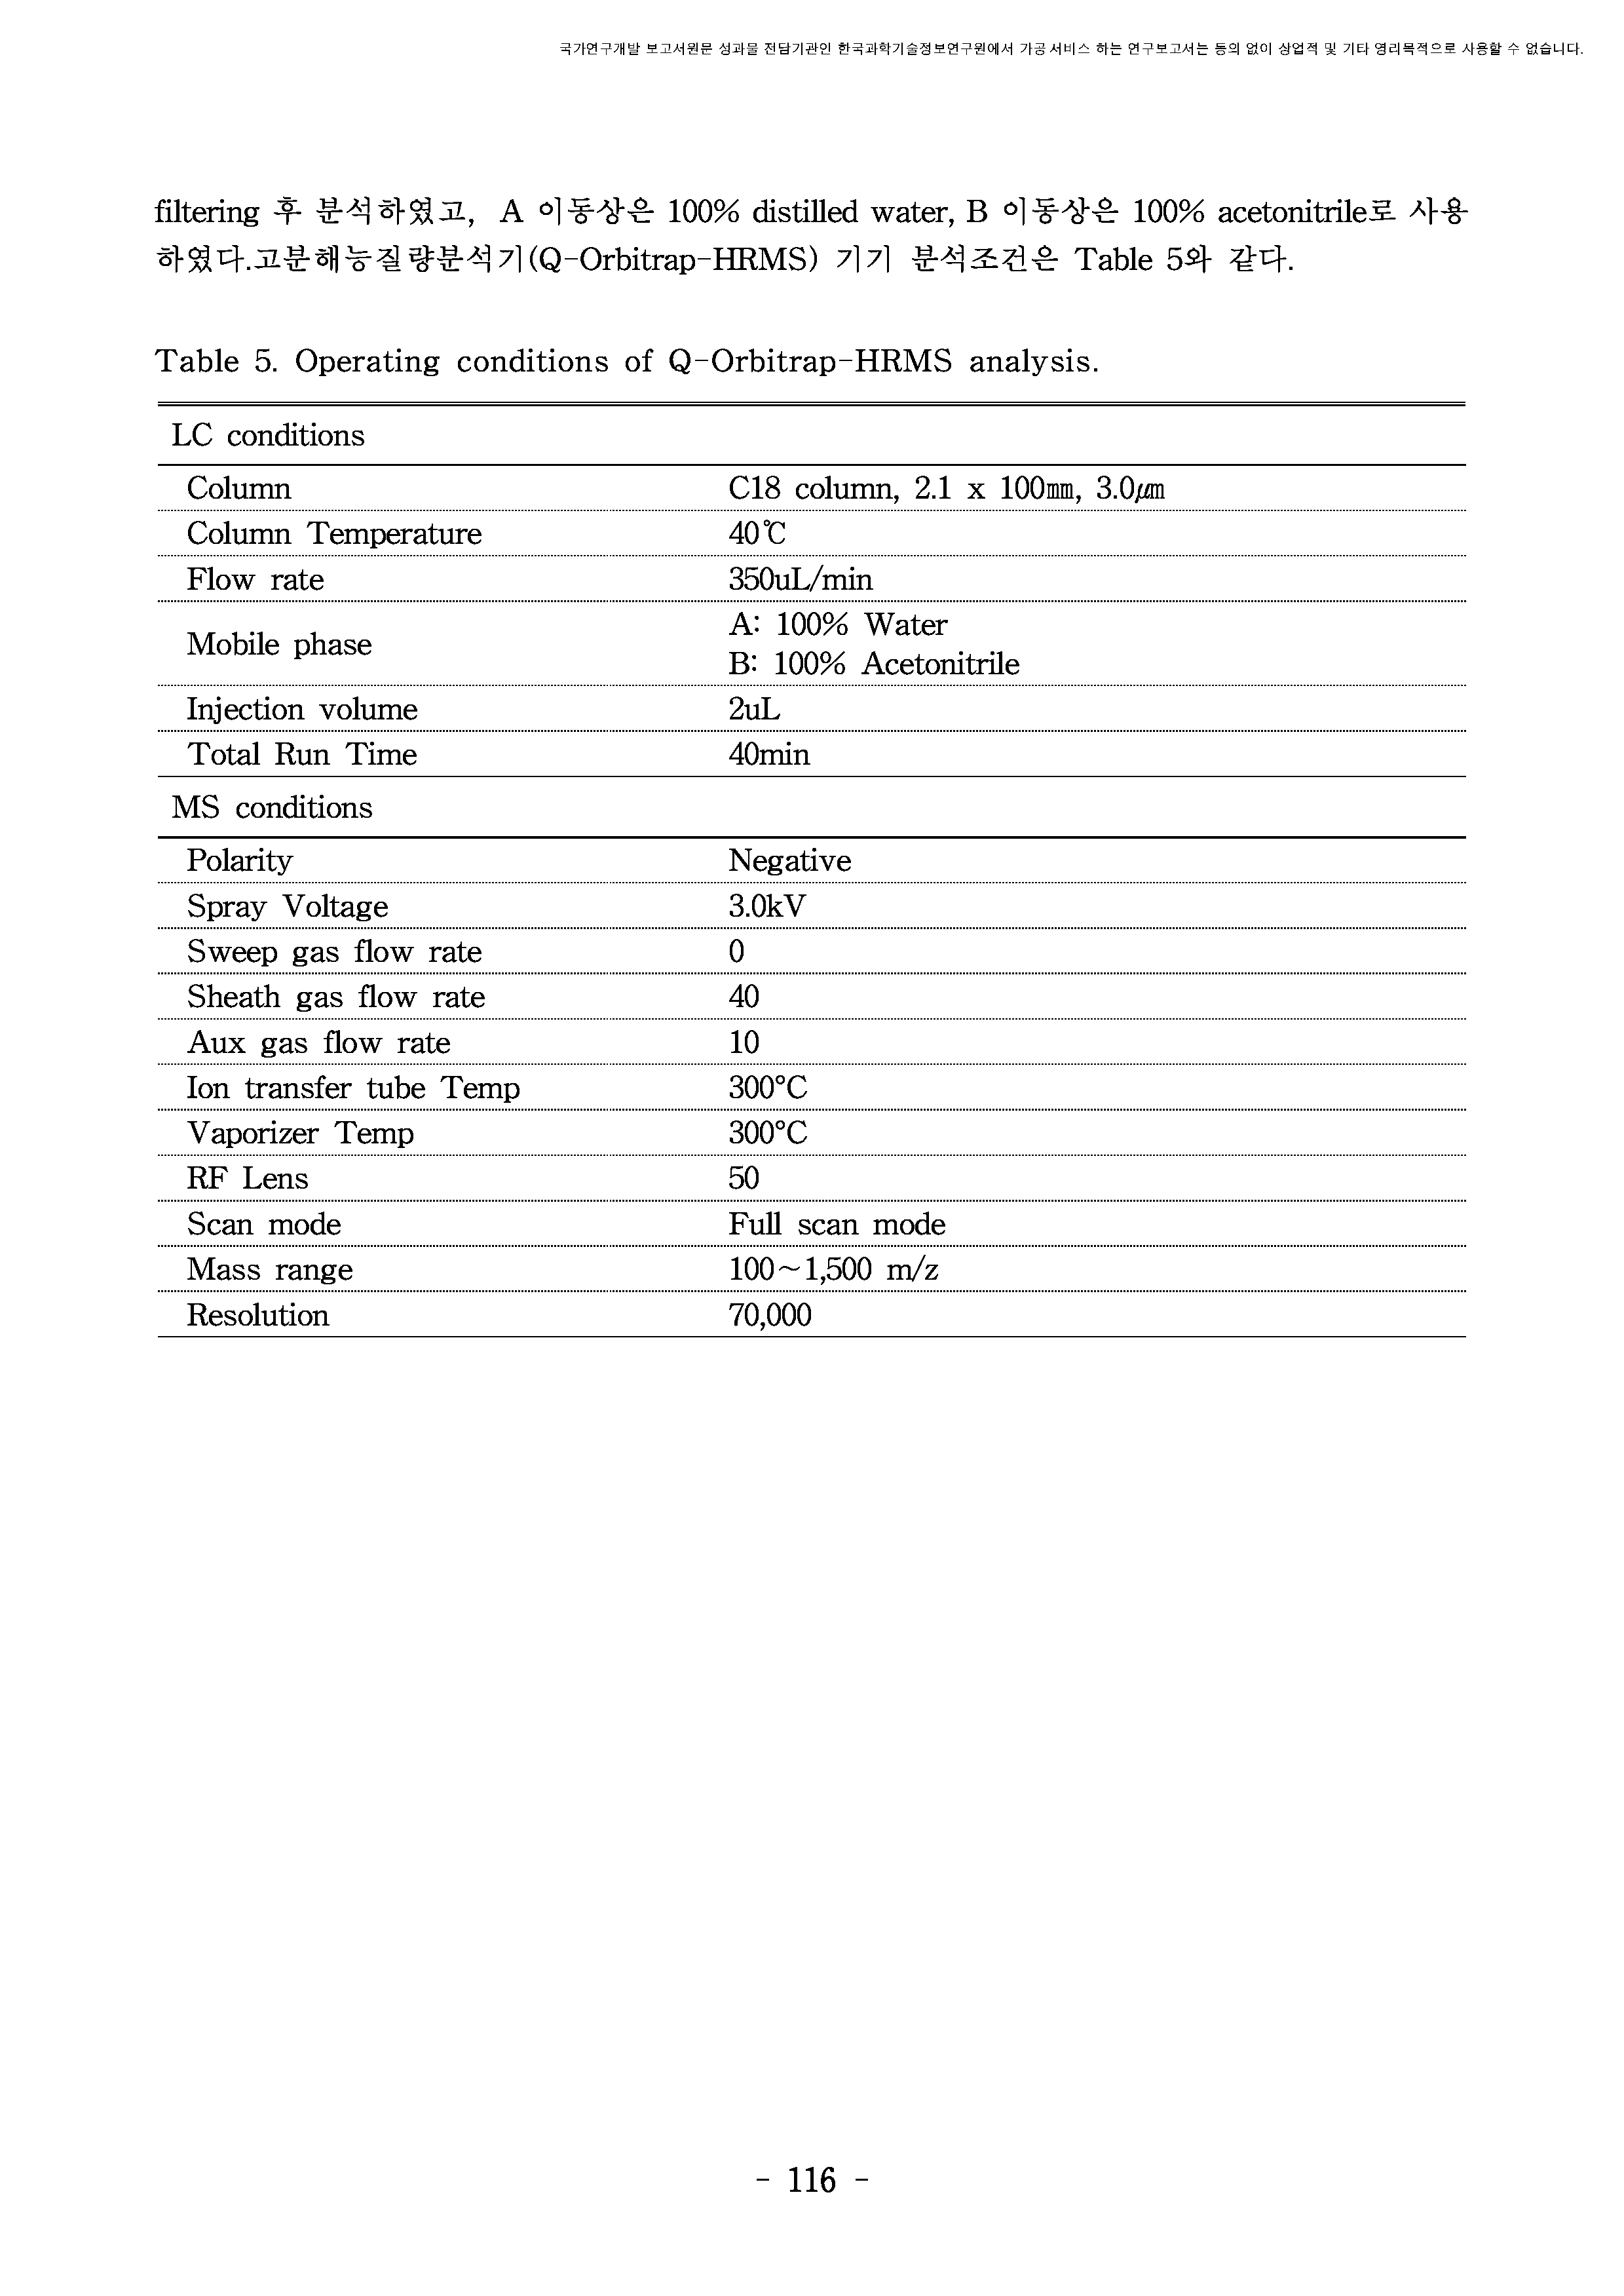 국가연구개발 보고서원문 성과물 전담기관인 한국과학기술정보연구원에서 가공·서비스 하는 연구보고서는 동의 없이 상업적 및 기타 영리목적으로 사용할 수 없습니다.
filtering 후 분석하였고, A 이동상은 100% distilled water, B 이동상은 100% acetonitrile로 사용
하였다.고분해능질량분석기(Q-Orbitrap-HRMS) 기기 분석조건은 Table 5와 같다.
Table 5. Operating conditions of Q-Orbitrap-HRMS analysis.
LC conditions
Column C18 column, 2.1 x 100㎜, 3.0㎛
Column Temperature 40℃
Flow rate 350uL/min
Mobile phase A: 100% Water
B: 100% Acetonitrile
Injection volume 2uL
Total Run Time 40min
MS conditions
Polarity Negative
Spray Voltage 3.0kV
Sweep gas flow rate 0
Sheath gas flow rate 40
Aux gas flow rate 10
Ion transfer tube Temp 300°C
Vaporizer Temp 300°C
RF Lens 50
Scan mode Full scan mode
Mass range 100~1,500 m/z
Resolution 70,000
- 116 -